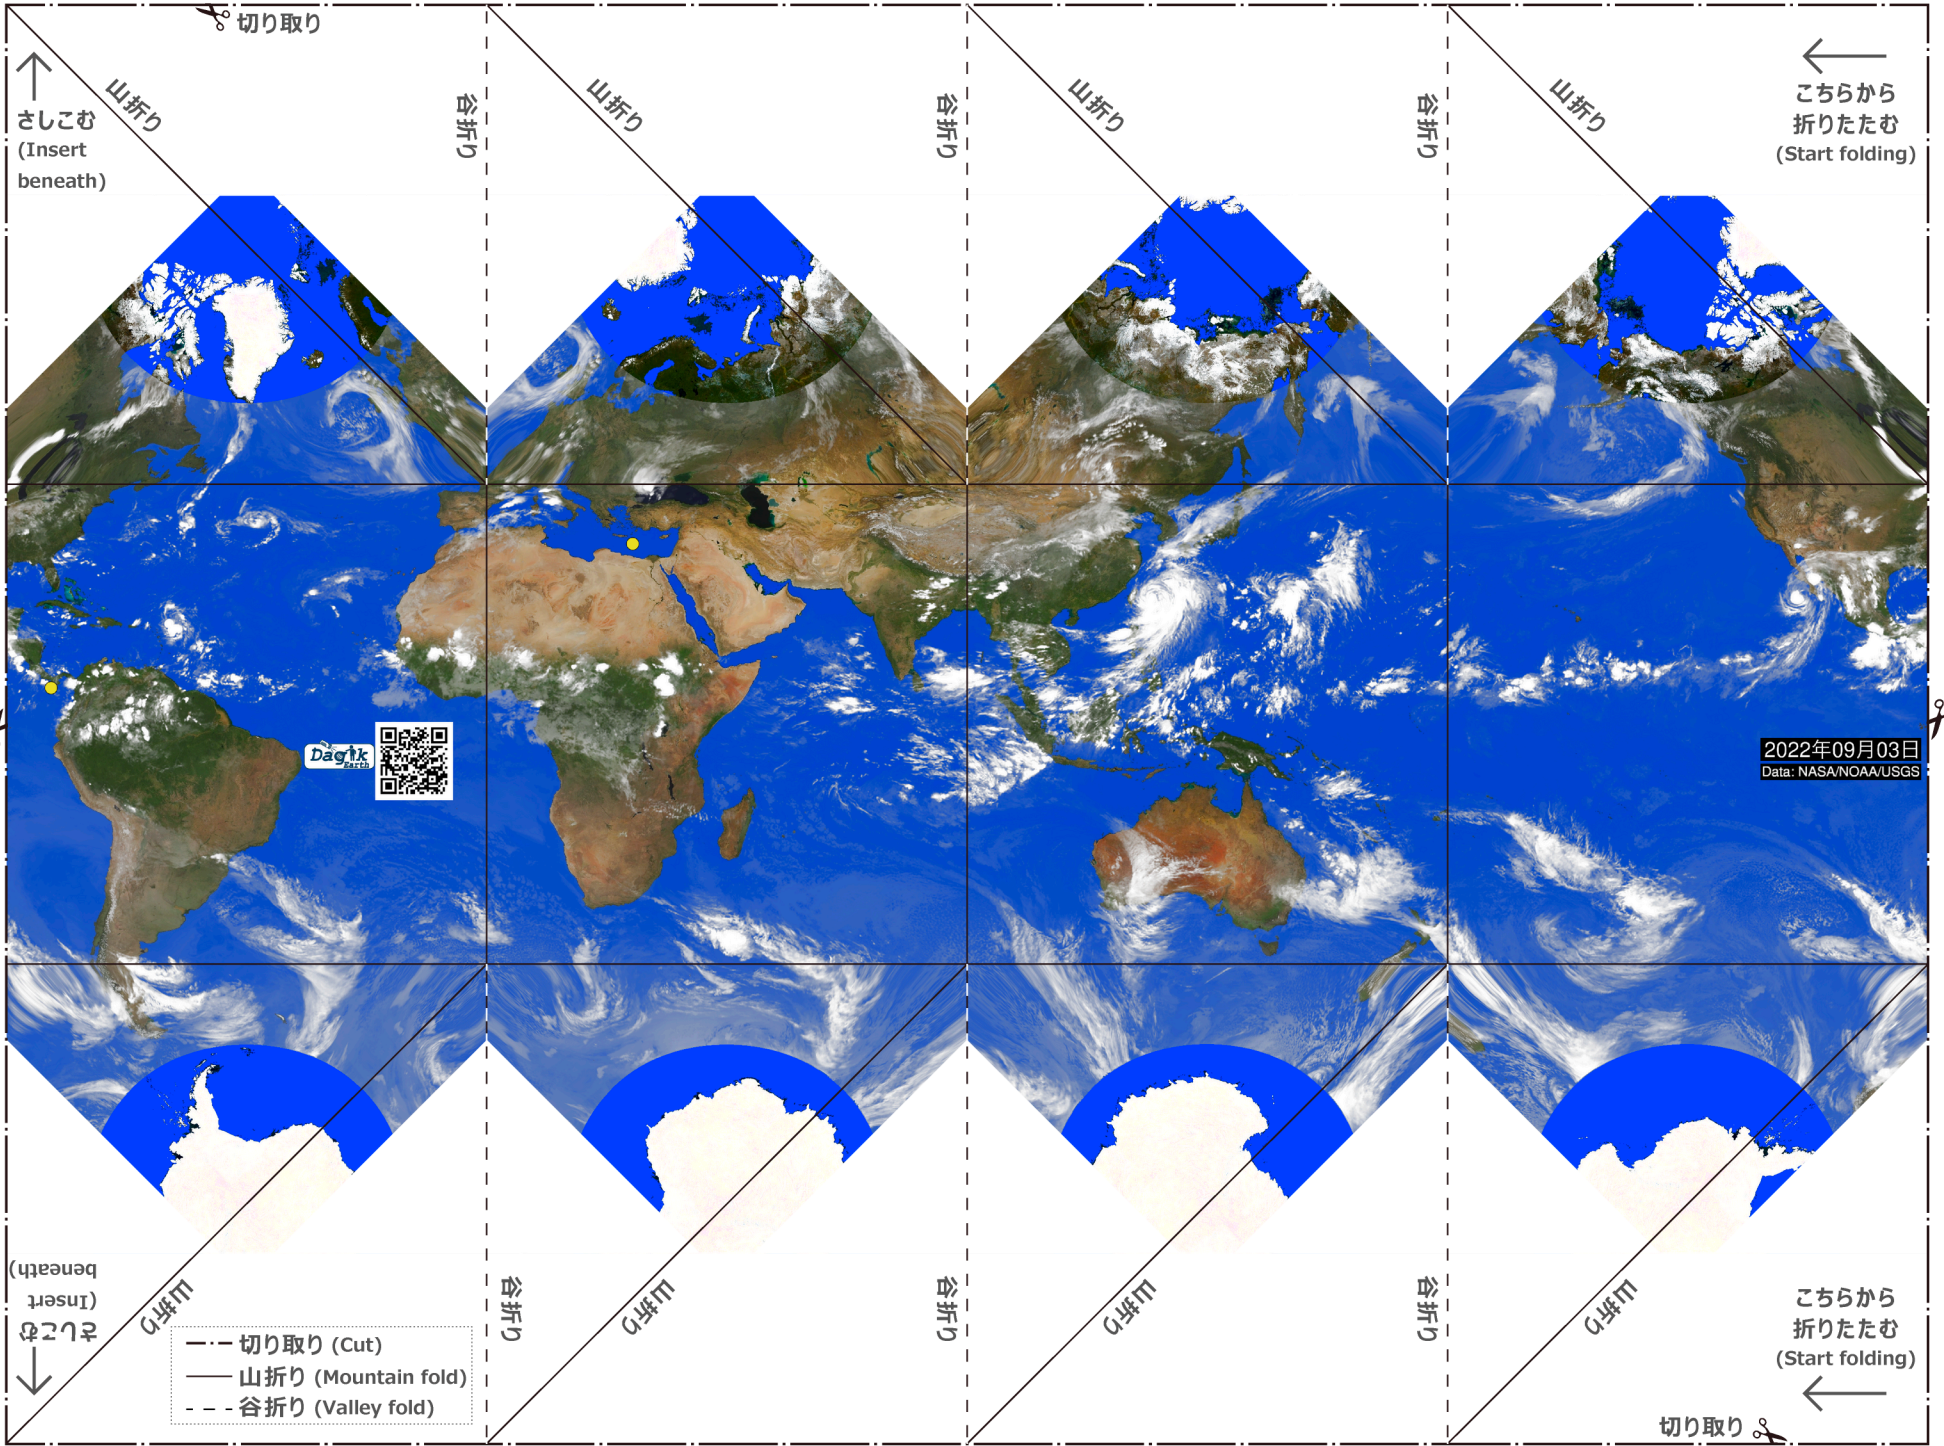 切り取り
さしこむ
(Insert
beneath)
山折り
谷折り
山折り
谷折り
山折り
谷折り
山折り
こちらから
折りたたむ
(Start folding)
Dagik
Earth
2022年09月03日
Data: NASA/NOAA/USGS
さしこむ
(Insert
beneath)
山折り
谷折り
山折り
谷折り
山折り
谷折り
山折り
こちらから
折りたたむ
(Start folding)
切り取り (Cut)
山折り (Mountain fold)
谷折り (Valley fold)
切り取り